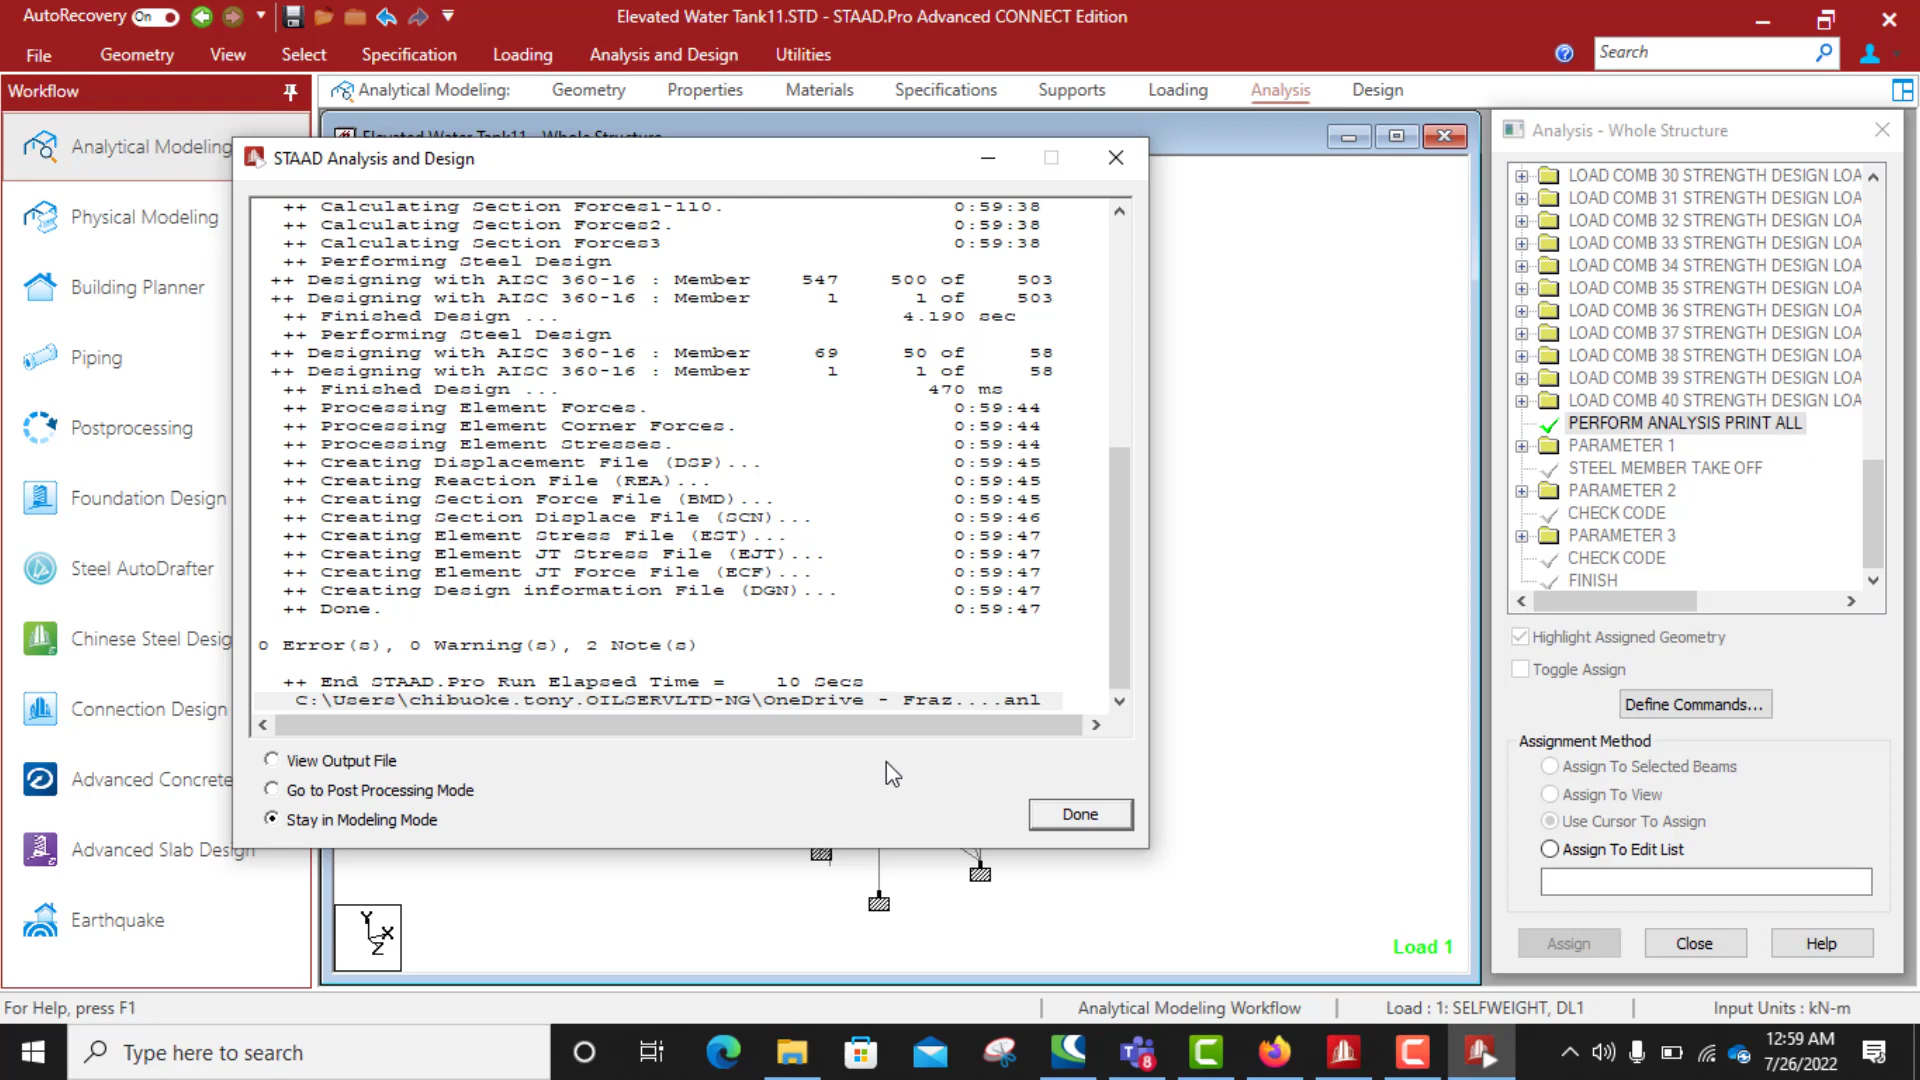 AutoRecovery On
Elevated Water Tank11.STD - STAAD.Pro Advanced CONNECT Edition
File Geometry View Select Specification Loading Analysis and Design Utilities
Search
Workflow
Analytical Modeling: Geometry Properties Materials Specifications Supports Loading Analysis Design
Analytical Modeling
Physical Modeling
Building Planner
Piping
Postprocessing
Foundation Design
Steel AutoDrafter
Chinese Steel Desig
Connection Design
Advanced Concrete
Advanced Slab Design
Earthquake
Elevated Water Tank11 - Whole Structure
STAAD Analysis and Design
++ Calculating Section Forces1-110. 0:59:38
++ Calculating Section Forces2. 0:59:38
++ Calculating Section Forces3 0:59:38
++ Performing Steel Design
++ Designing with AISC 360-16 : Member 547 500 of 503
++ Designing with AISC 360-16 : Member 1 1 of 503
++ Finished Design ... 4.190 sec
++ Performing Steel Design
++ Designing with AISC 360-16 : Member 69 50 of 58
++ Designing with AISC 360-16 : Member 1 1 of 58
++ Finished Design ... 470 ms
++ Processing Element Forces. 0:59:44
++ Processing Element Corner Forces. 0:59:44
++ Processing Element Stresses. 0:59:44
++ Creating Displacement File (DSP)... 0:59:45
++ Creating Reaction File (REA)... 0:59:45
++ Creating Section Force File (BMD)... 0:59:45
++ Creating Section Displace File (SCN)... 0:59:46
++ Creating Element Stress File (EST)... 0:59:47
++ Creating Element JT Stress File (EJT)... 0:59:47
++ Creating Element JT Force File (ECF)... 0:59:47
++ Creating Design information File (DGN)... 0:59:47
++ Done. 0:59:47
0 Error(s), 0 Warning(s), 2 Note(s)
++ End STAAD.Pro Run Elapsed Time = 10 Secs
C:\Users\chibuoke.tony.OILSERVLTD-NG\OneDrive - Fraz....anl
View Output File
Go to Post Processing Mode
Stay in Modeling Mode
Done
Y
X
Z
Load 1
Analysis - Whole Structure
LOAD COMB 30 STRENGTH DESIGN LOA
LOAD COMB 31 STRENGTH DESIGN LOA
LOAD COMB 32 STRENGTH DESIGN LOA
LOAD COMB 33 STRENGTH DESIGN LOA
LOAD COMB 34 STRENGTH DESIGN LOA
LOAD COMB 35 STRENGTH DESIGN LOA
LOAD COMB 36 STRENGTH DESIGN LOA
LOAD COMB 37 STRENGTH DESIGN LOA
LOAD COMB 38 STRENGTH DESIGN LOA
LOAD COMB 39 STRENGTH DESIGN LOA
LOAD COMB 40 STRENGTH DESIGN LOA
PERFORM ANALYSIS PRINT ALL
PARAMETER 1
STEEL MEMBER TAKE OFF
PARAMETER 2
CHECK CODE
PARAMETER 3
CHECK CODE
FINISH
Highlight Assigned Geometry
Toggle Assign
Define Commands...
Assignment Method
Assign To Selected Beams
Assign To View
Use Cursor To Assign
Assign To Edit List
Assign Close Help
For Help, press F1
Analytical Modeling Workflow
Load : 1: SELFWEIGHT, DL1
Input Units : kN-m
Type here to search
8
12:59 AM
7/26/2022